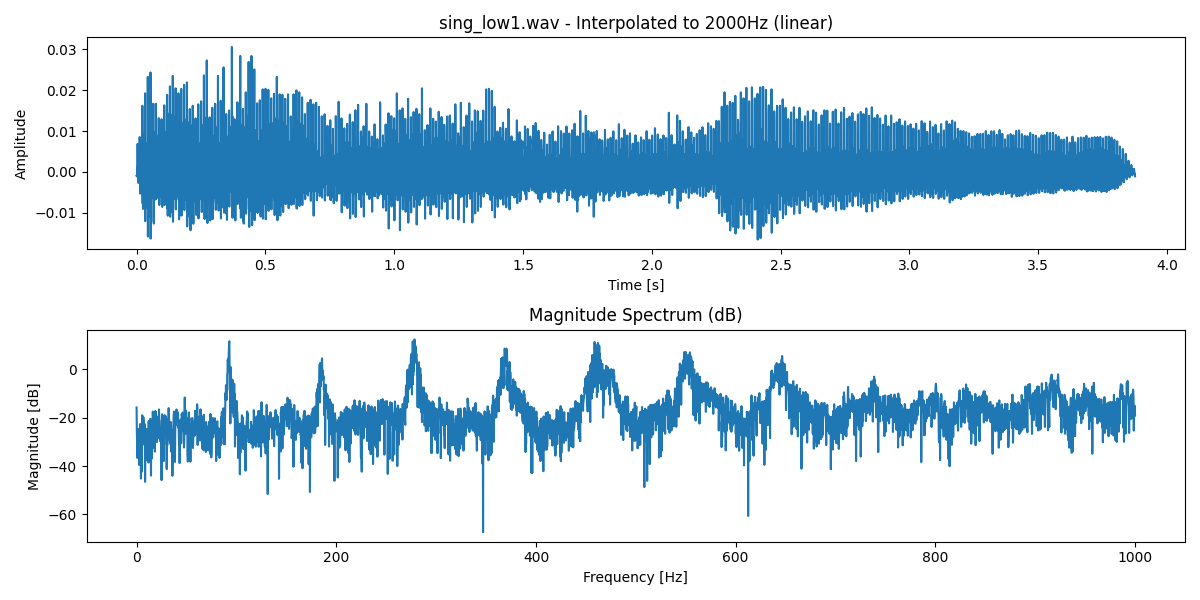 sing_low1.wav - Interpolated to 2000Hz (linear)
0.03
0.02
0.01
0.00
−0.01
Amplitude
0.0 0.5 1.0 1.5 2.0 2.5 3.0 3.5 4.0
Time [s]
Magnitude Spectrum (dB)
0
−20
−40
−60
Magnitude [dB]
0 200 400 600 800 1000
Frequency [Hz]